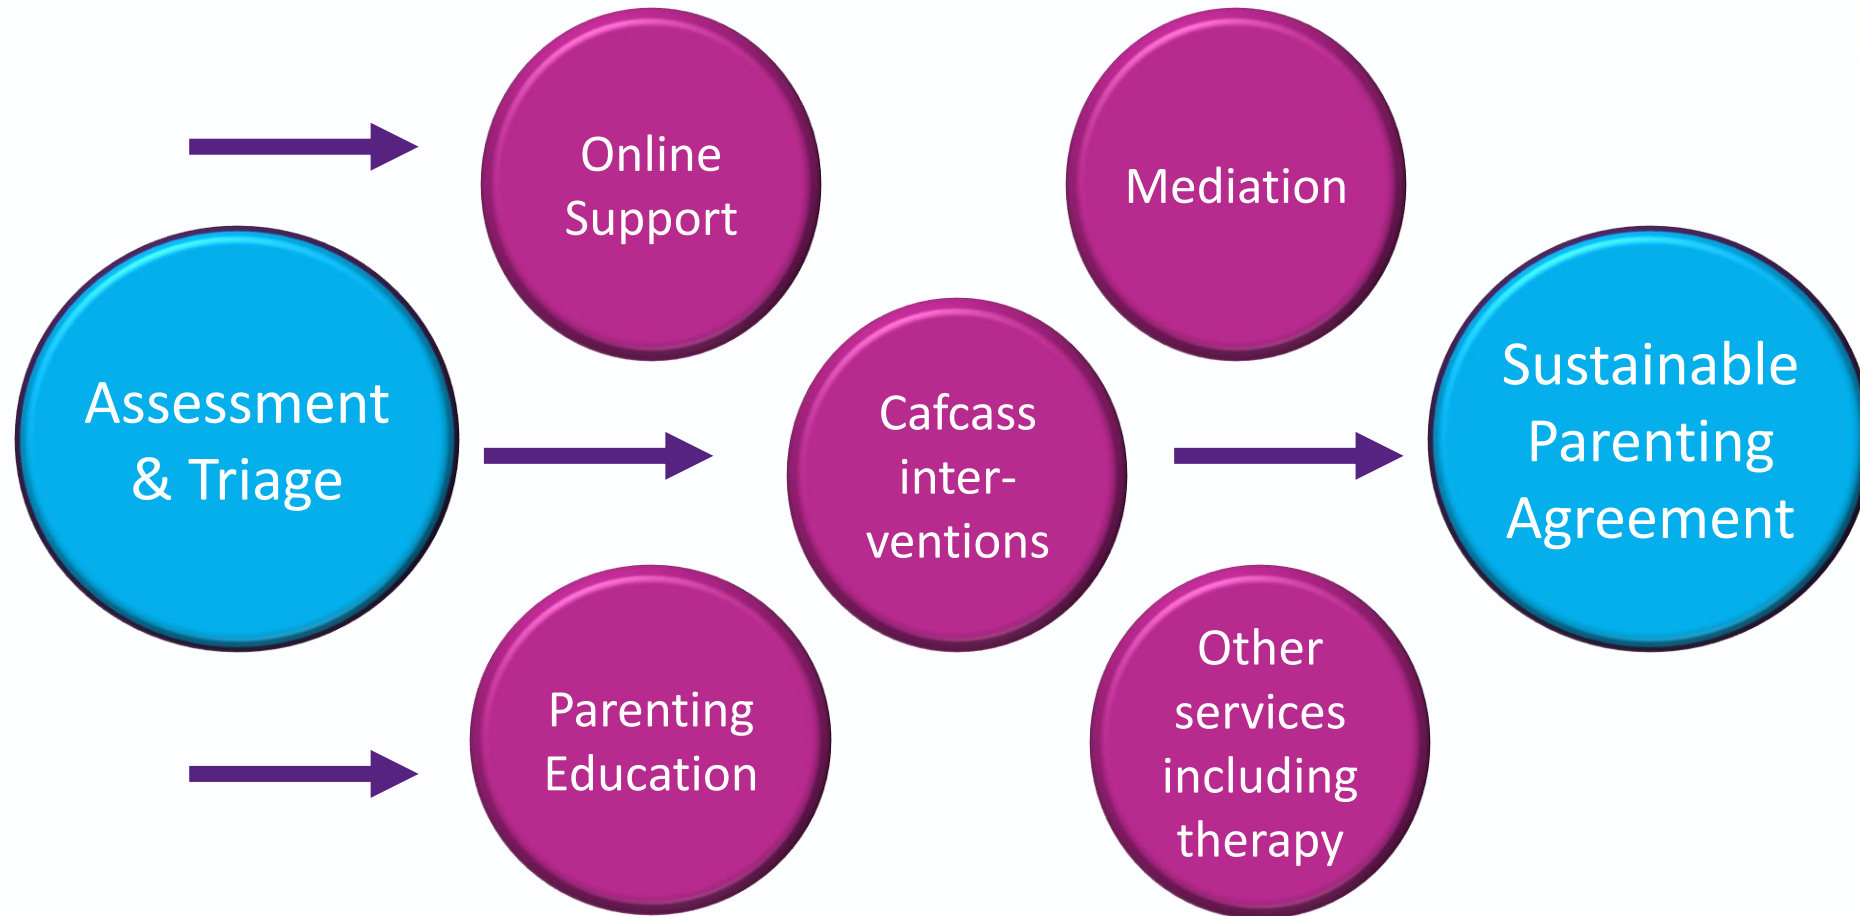 Assessment
& Triage
Online
Support
Parenting
Education
Cafcass
inter-
ventions
Mediation
Other
services
including
therapy
Sustainable
Parenting
Agreement